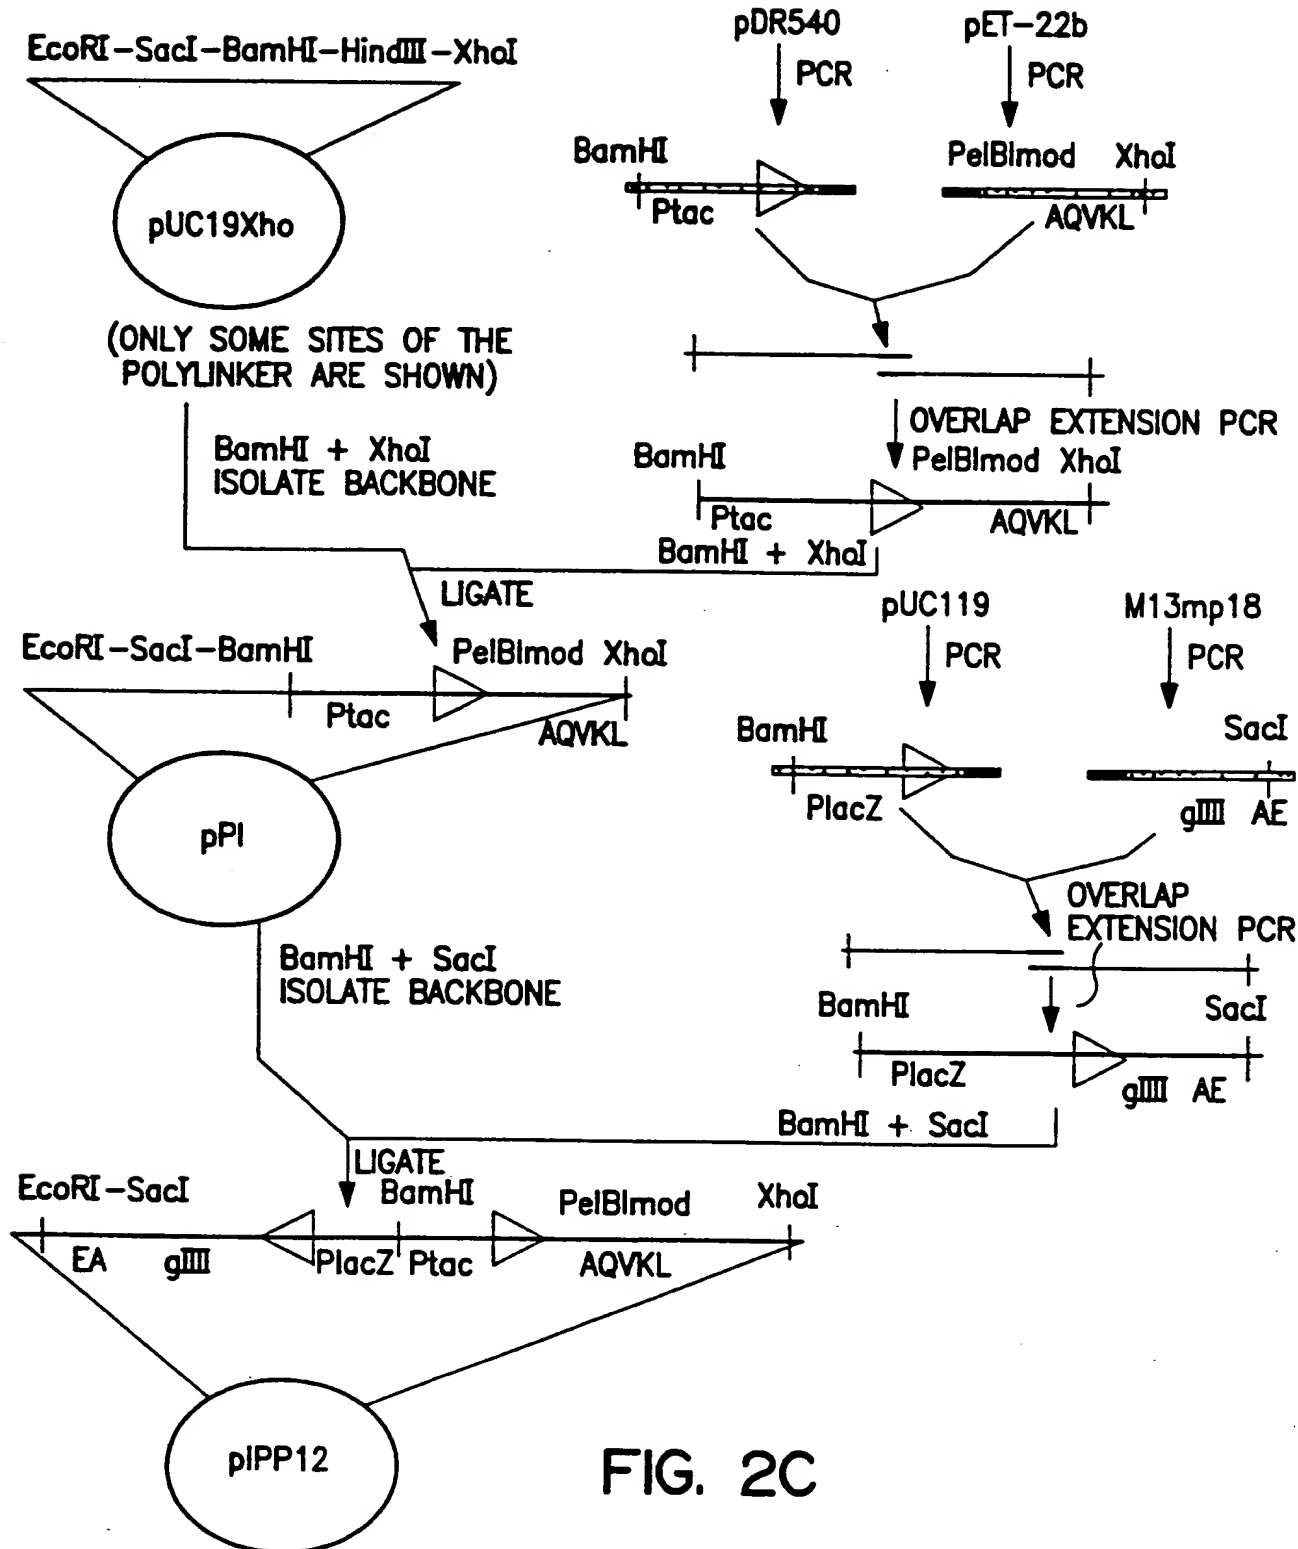 EcoRI-SacI-BamHI-HindIII-XhoI
pUC19Xho
(ONLY SOME SITES OF THE
POLYLINKER ARE SHOWN)
BamHI + XhoI
ISOLATE BACKBONE
pDR540
PCR
pET-22b
PCR
BamHI
Ptac
PelBlmod XhoI
AQVKL
OVERLAP EXTENSION PCR
BamHI
PelBlmod XhoI
Ptac
AQVKL
BamHI + XhoI
LIGATE
EcoRI-SacI-BamHI
PelBlmod XhoI
Ptac
AQVKL
pPI
BamHI + SacI
ISOLATE BACKBONE
pUC119
PCR
M13mp18
PCR
BamHI
PlacZ
SacI
gIIII AE
OVERLAP
EXTENSION PCR
BamHI
SacI
PlacZ
gIIII AE
BamHI + SacI
LIGATE
EcoRI-SacI
BamHI
PelBlmod
XhoI
EA gIIII PlacZ Ptac AQVKL
pIPP12
FIG. 2C